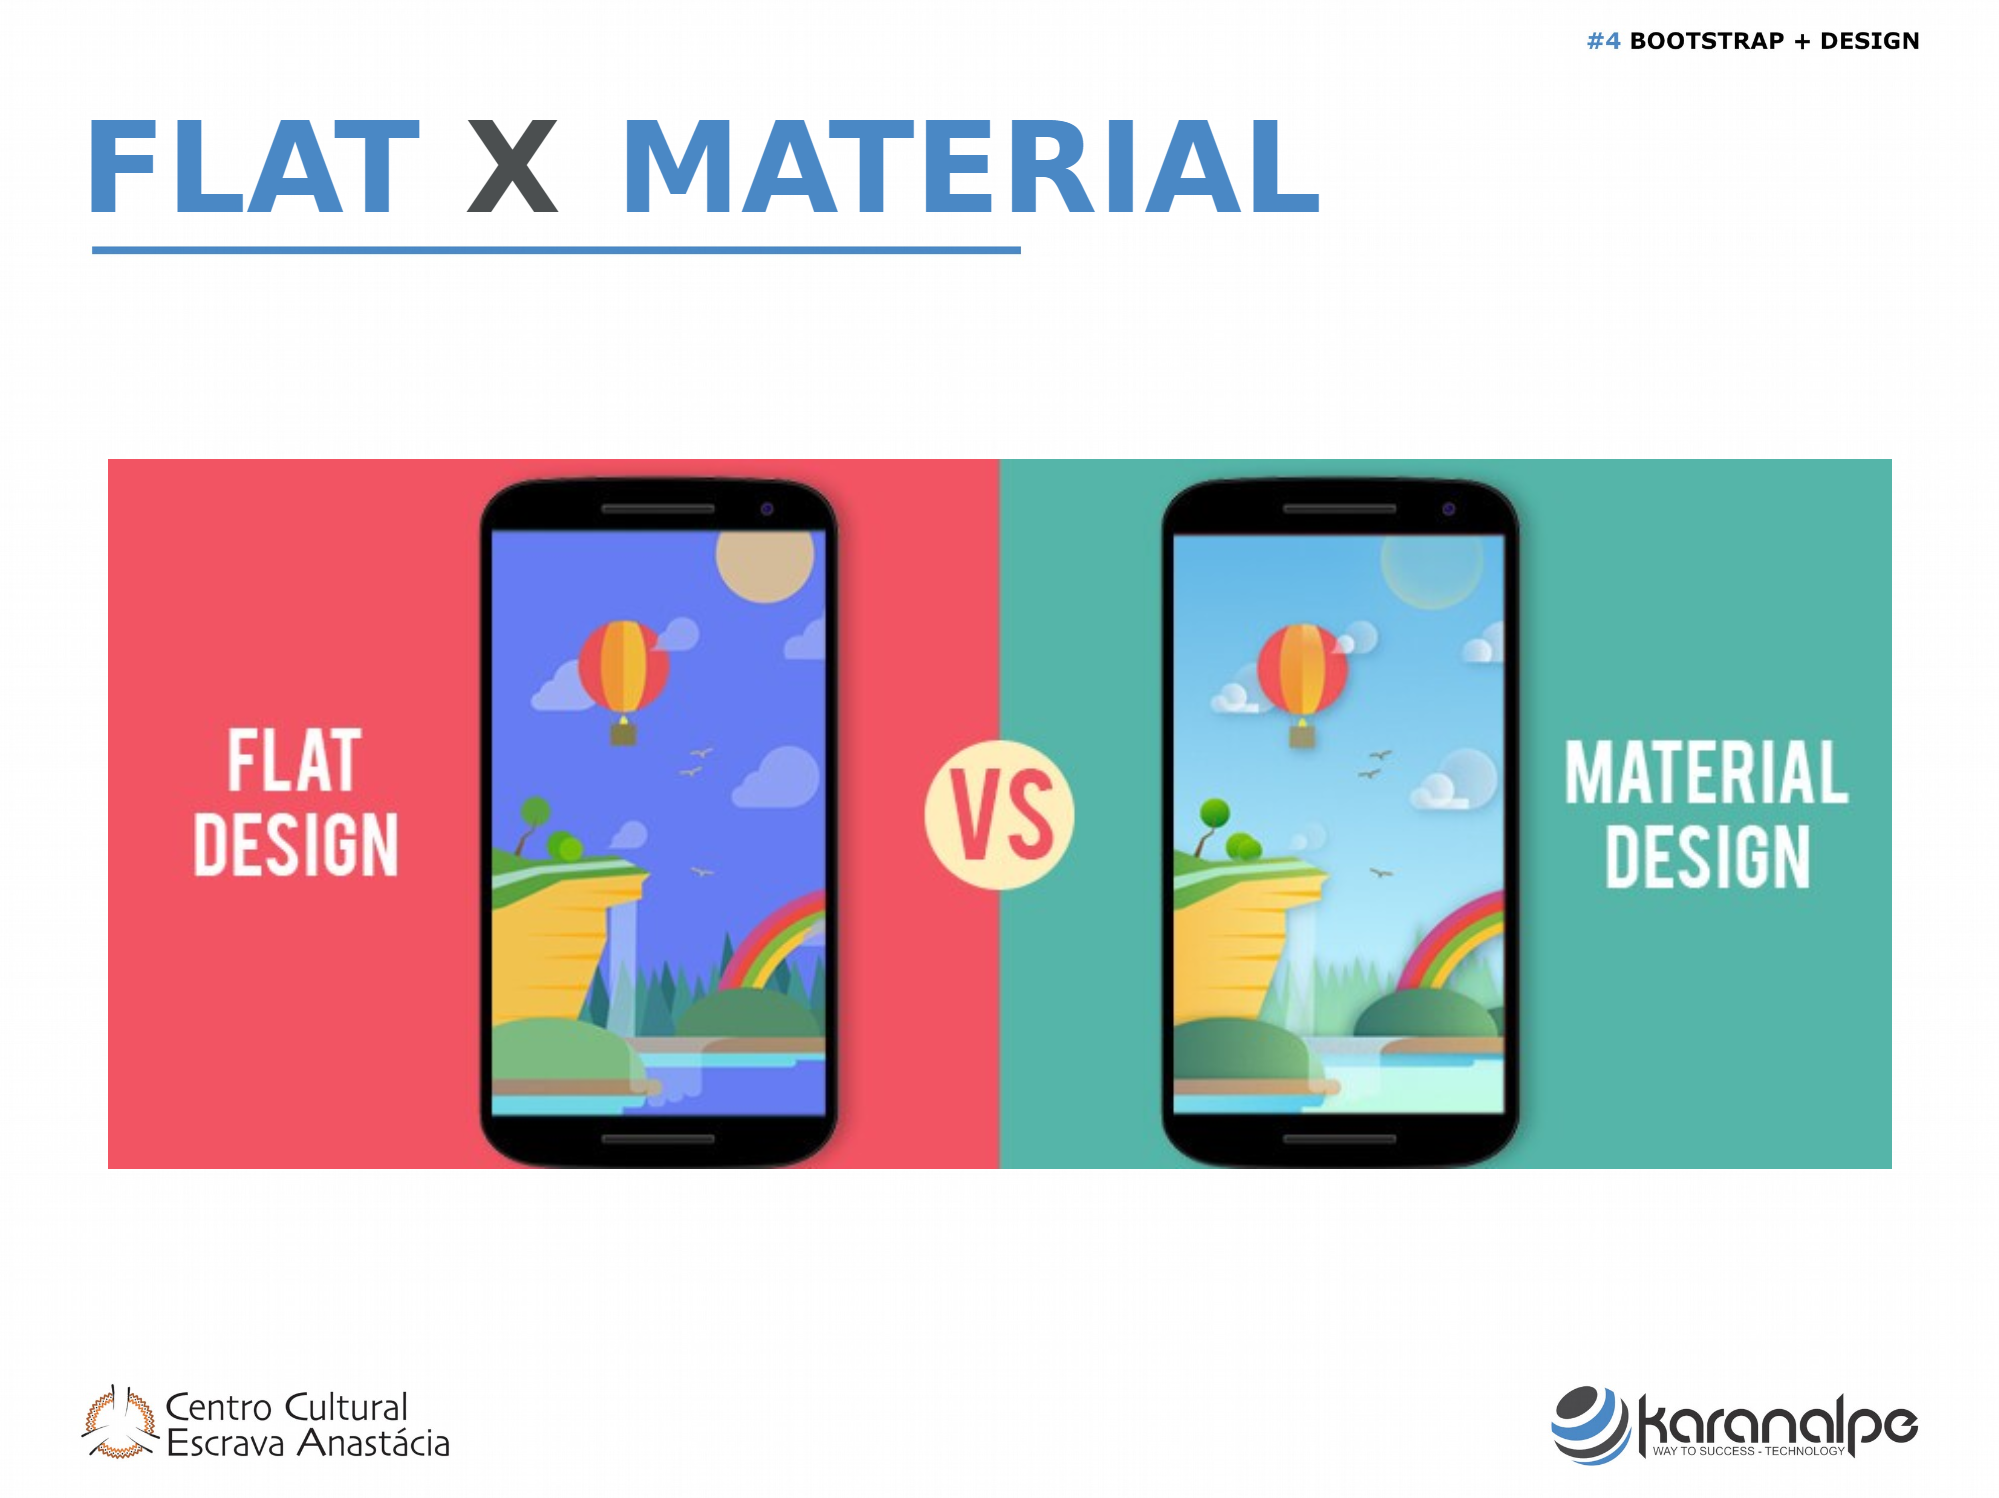 #4 BOOTSTRAP + DESIGN
FLAT X MATERIAL
FLAT
DESIGN
VS
MATERIAL
DESIGN
Centro Cultural
Escrava Anastácia
karanalpe
WAY TO SUCCESS - TECHNOLOGY